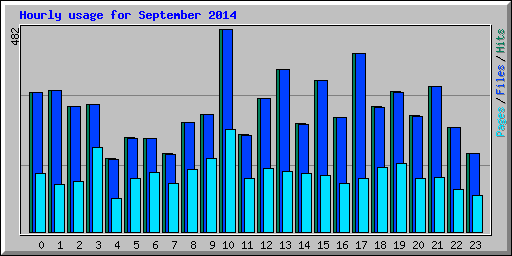 Hourly usage for September 2014
482
Pages/Files/Hits
0 1 2 3 4 5 6 7 8 9 10 11 12 13 14 15 16 17 18 19 20 21 22 23